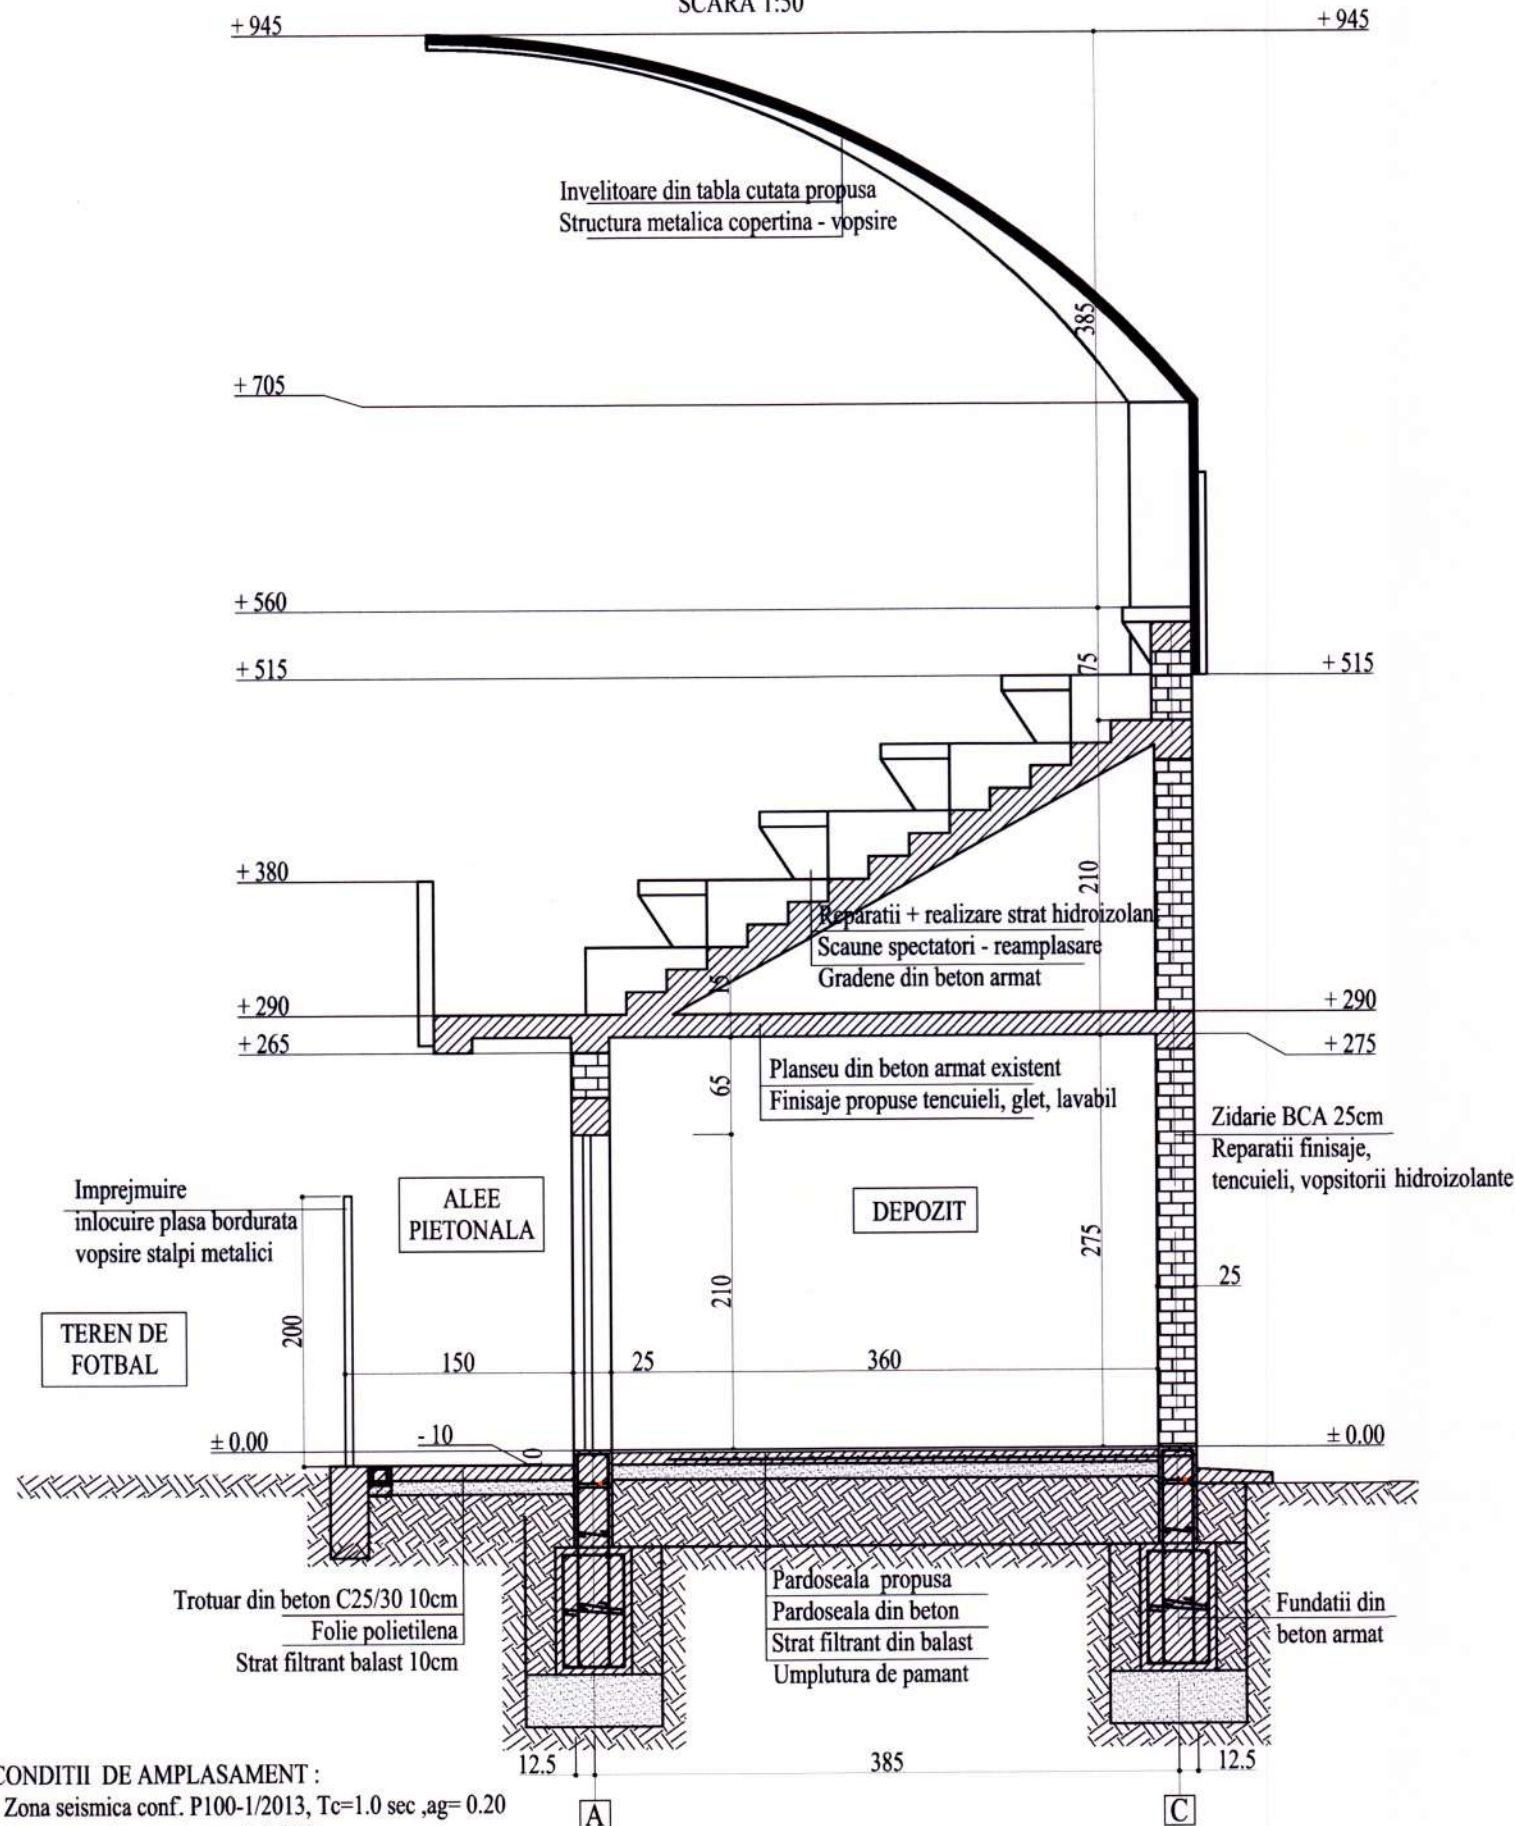 SCARA 1:50
+ 945
+ 945
Invelitoare din tabla cutata propusa
Structura metalica copertina - vopsire
385
+ 705
+ 560
75
+ 515
+ 515
+ 380
210
Reparatii + realizare strat hidroizolant
Scaune spectatori - reamplasare
Gradene din beton armat
15
+ 290
+ 290
+ 265
+ 275
Planseu din beton armat existent
Finisaje propuse tencuieli, glet, lavabil
65
Zidarie BCA 25cm
Reparatii finisaje,
tencuieli, vopsitorii hidroizolante
Imprejmuire
inlocuire plasa bordurata
vopsire stalpi metalici
ALEE
PIETONALA
DEPOZIT
275
210
25
200
TEREN DE
FOTBAL
150
25
360
± 0.00
- 10
± 0.00
Trotuar din beton C25/30 10cm
Folie polietilena
Strat filtrant balast 10cm
Pardoseala propusa
Pardoseala din beton
Strat filtrant din balast
Umplutura de pamant
Fundatii din
beton armat
12.5
385
12.5
CONDITII DE AMPLASAMENT :
Zona seismica conf. P100-1/2013, Tc=1.0 sec ,ag= 0.20
A
C